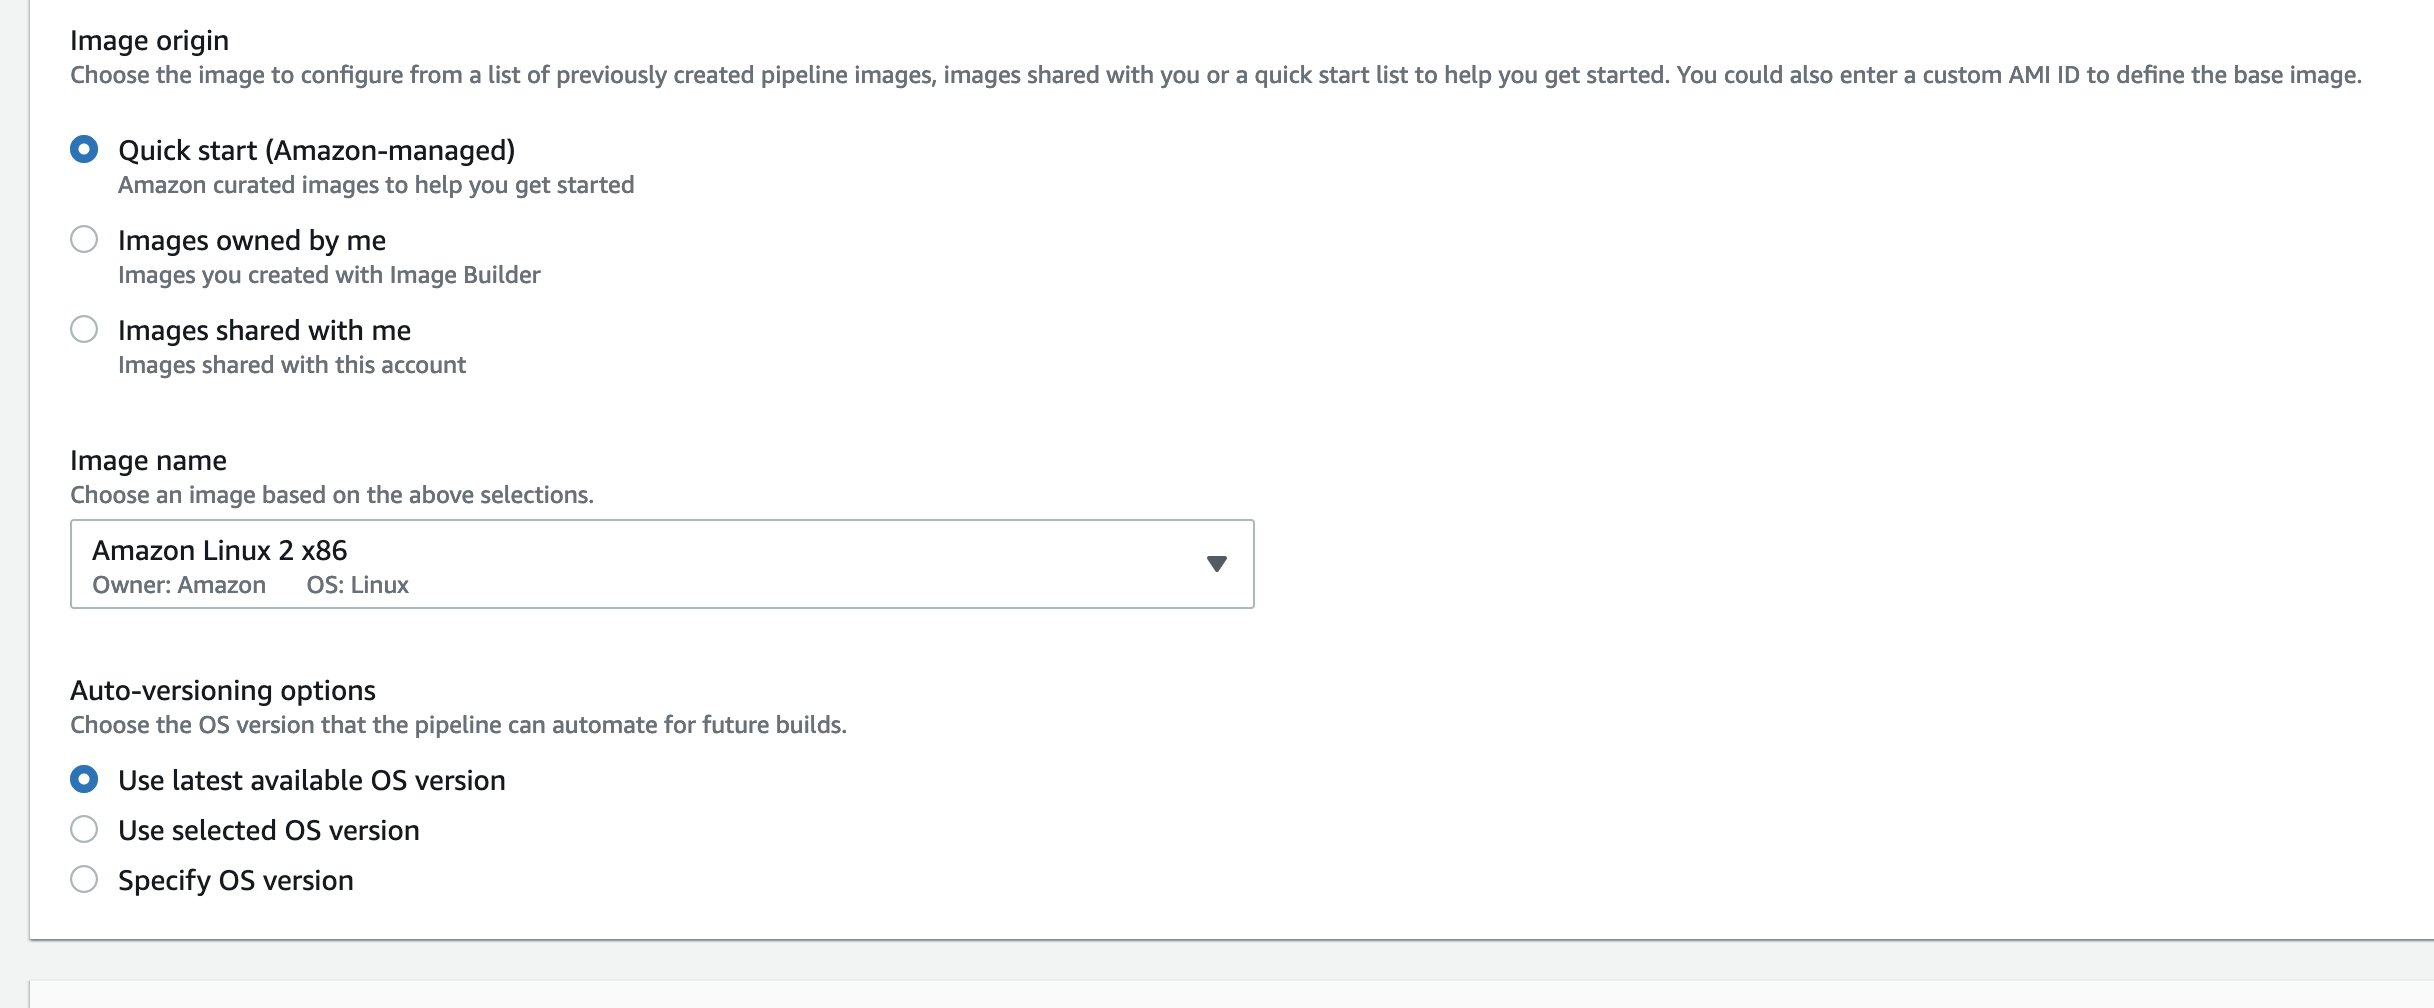 Image origin
Choose the image to configure from a list of previously created pipeline images, images shared with you or a quick start list to help you get started. You could also enter a custom AMI ID to define the base image.
Quick start (Amazon-managed)
Amazon curated images to help you get started
Images owned by me
Images you created with Image Builder
Images shared with me
Images shared with this account
Image name
Choose an image based on the above selections.
Amazon Linux 2 x86
Owner: Amazon OS: Linux
Auto-versioning options
Choose the OS version that the pipeline can automate for future builds.
Use latest available OS version
Use selected OS version
Specify OS version